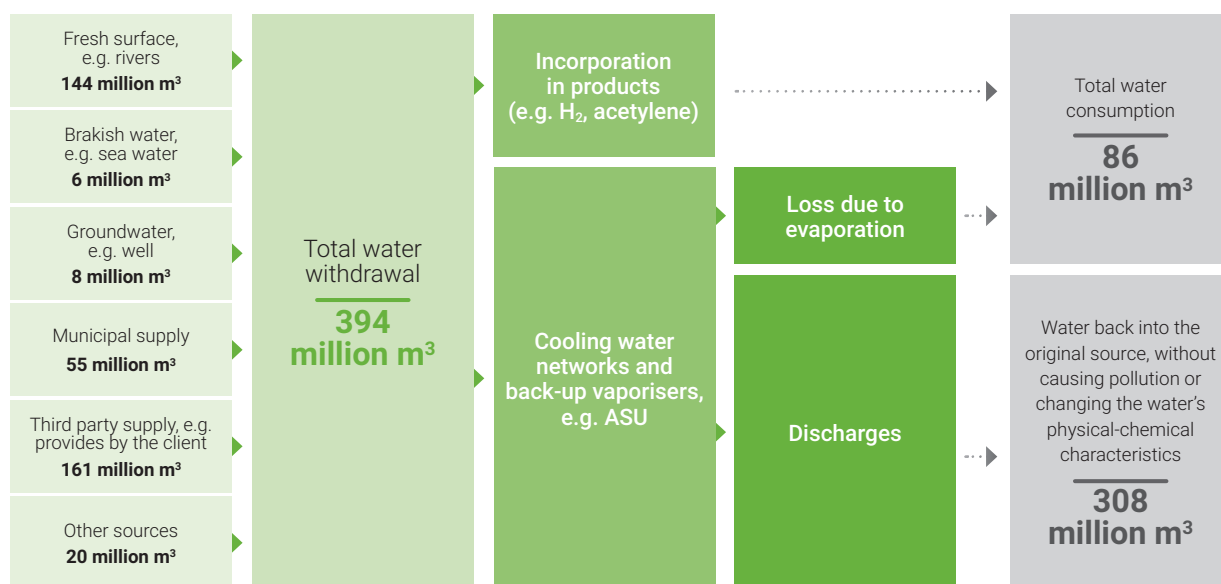 Fresh surface,
e.g. rivers
144 million m³
Brakish water,
e.g. sea water
6 million m³
Groundwater,
e.g. well
8 million m³
Municipal supply
55 million m³
Third party supply, e.g.
provides by the client
161 million m³
Other sources
20 million m³
Total water
withdrawal
394
million m³
Incorporation
in products
(e.g. H₂, acetylene)
Cooling water
networks and
back-up vaporisers,
e.g. ASU
Loss due to
evaporation
Discharges
Total water
consumption
86
million m³
Water back into the
original source, without
causing pollution or
changing the water’s
physical-chemical
characteristics
308
million m³